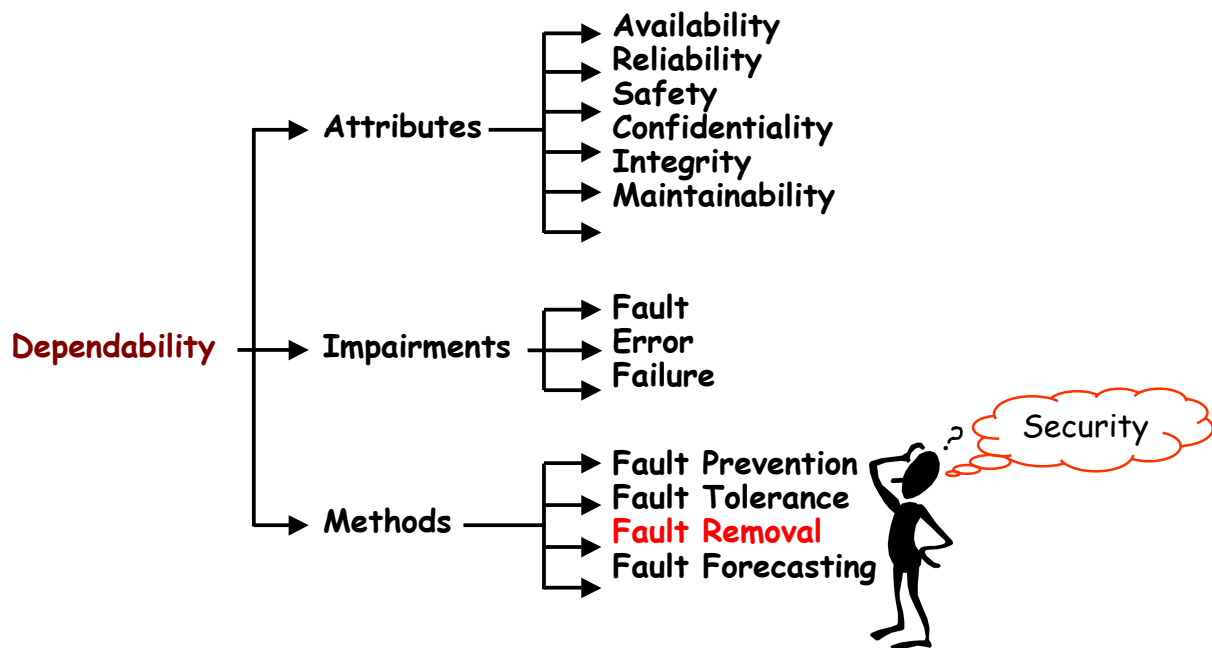 Availability
Reliability
Safety
Attributes
Confidentiality
Integrity
Maintainability
Dependability
Impairments
Fault
Error
Failure
Security
?
Methods
Fault Prevention
Fault Tolerance
Fault Removal
Fault Forecasting